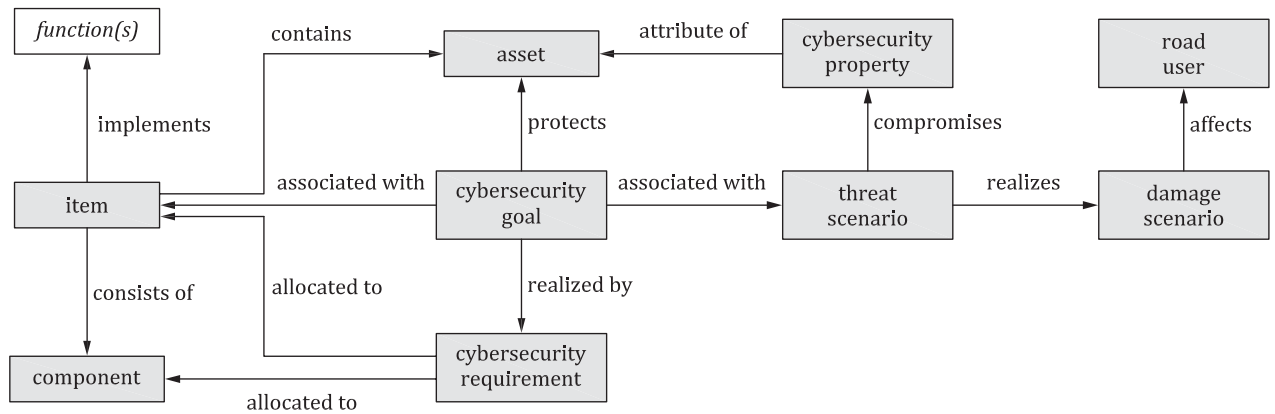 function(s)
contains
asset
attribute of
cybersecurity
property
road
user
implements
protects
compromises
affects
item
associated with
cybersecurity
goal
associated with
threat
scenario
realizes
damage
scenario
consists of
allocated to
realized by
component
cybersecurity
requirement
allocated to